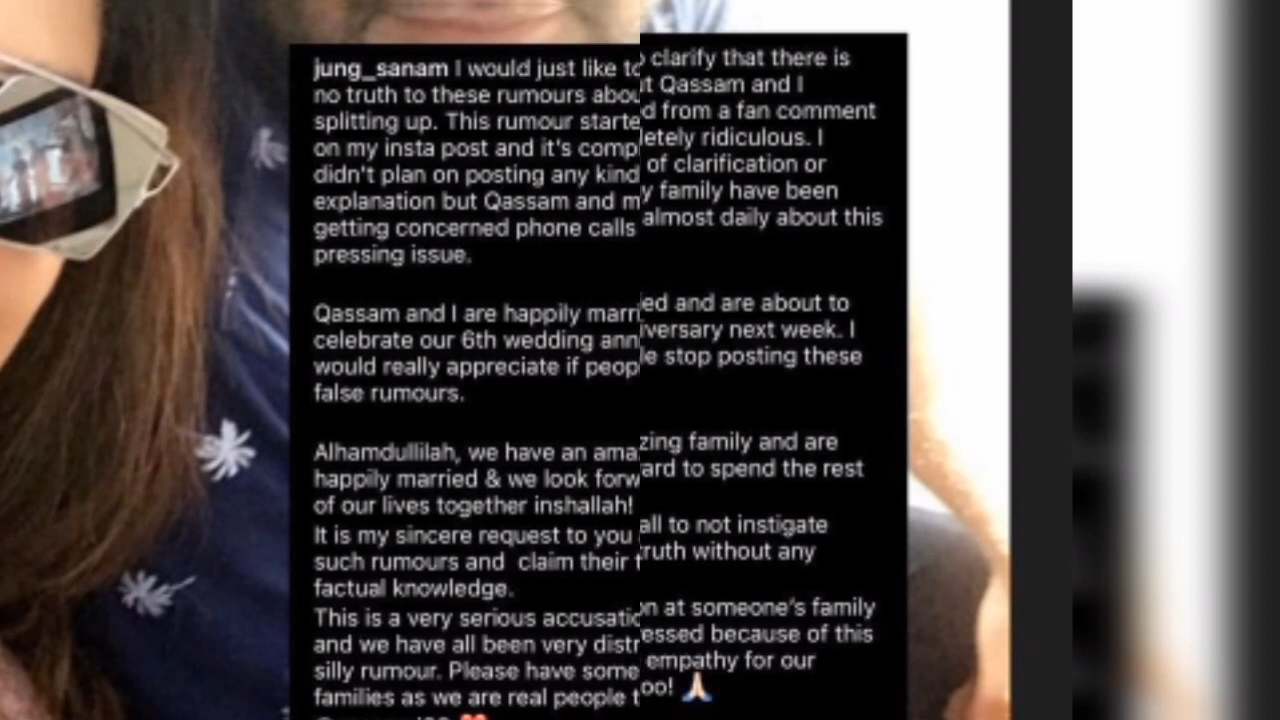 jung_sanam I would just like to clarify that there is
no truth to these rumours about Qassam and I
splitting up. This rumour started from a fan comment
on my insta post and it's completely ridiculous. I
didn't plan on posting any kind of clarification or
explanation but Qassam and my family have been
getting concerned phone calls almost daily about this
pressing issue.
Qassam and I are happily married and are about to
celebrate our 6th wedding anniversary next week. I
would really appreciate if people stop posting these
false rumours.
Alhamdullilah, we have an amazing family and are
happily married & we look forward to spend the rest
of our lives together inshallah!
It is my sincere request to you all to not instigate
such rumours and claim their truth without any
factual knowledge.
This is a very serious accusation at someone's family
and we have all been very distressed because of this
silly rumour. Please have some empathy for our
families as we are real people too! 🙏🏻